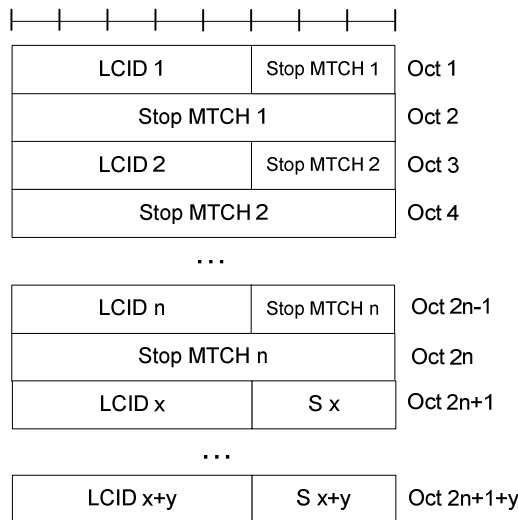 LCID 1 Stop MTCH 1 Oct 1
Stop MTCH 1 Oct 2
LCID 2 Stop MTCH 2 Oct 3
Stop MTCH 2 Oct 4
...
LCID n Stop MTCH n Oct 2n-1
Stop MTCH n Oct 2n
LCID x S x Oct 2n+1
...
LCID x+y S x+y Oct 2n+1+y